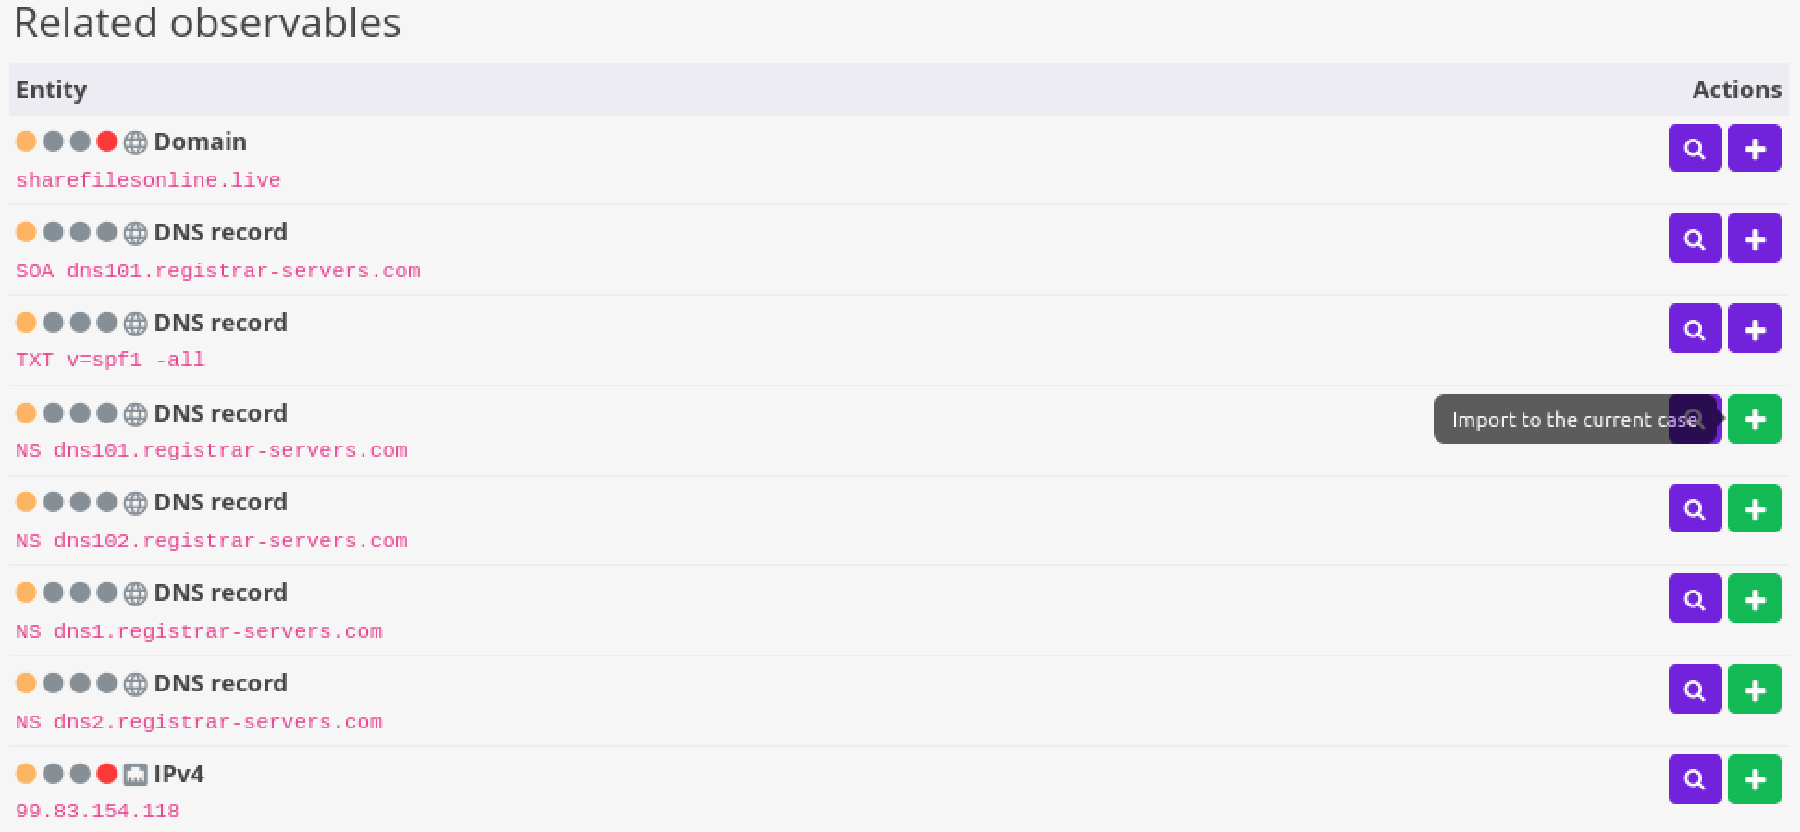 Related observables
Entity Actions
Domain
sharefilesonline.live
DNS record
SOA dns101.registrar-servers.com
DNS record
TXT v=spf1 -all
DNS record
Import to the current case
NS dns101.registrar-servers.com
DNS record
NS dns102.registrar-servers.com
DNS record
NS dns1.registrar-servers.com
DNS record
NS dns2.registrar-servers.com
IPv4
99.83.154.118